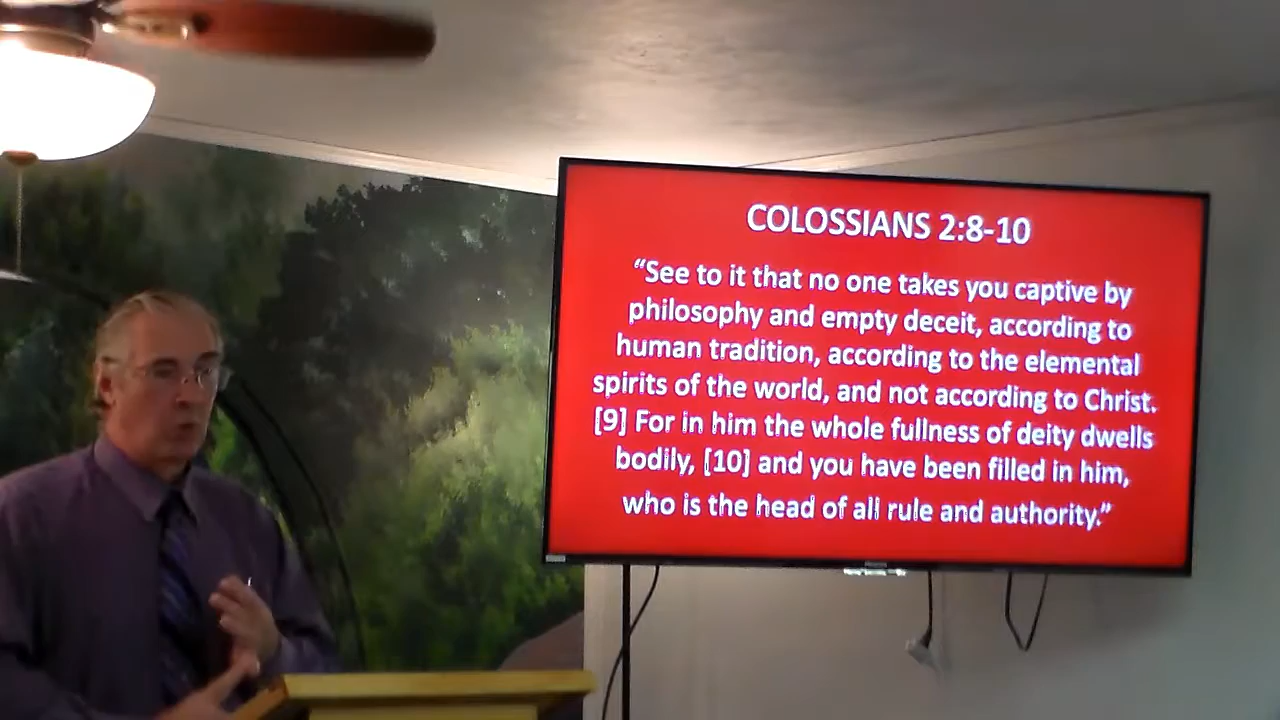 COLOSSIANS 2:8-10
“See to it that no one takes you captive by
philosophy and empty deceit, according to
human tradition, according to the elemental
spirits of the world, and not according to Christ.
[9] For in him the whole fullness of deity dwells
bodily, [10] and you have been filled in him,
who is the head of all rule and authority.”